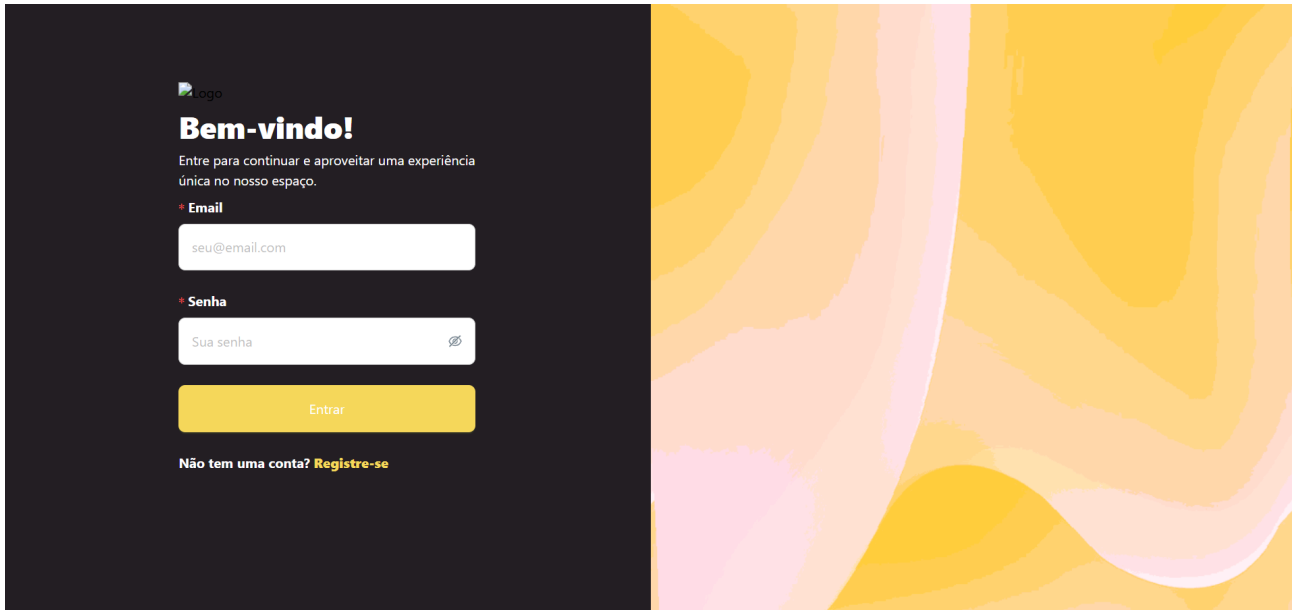 Logo
Bem-vindo!
Entre para continuar e aproveitar uma experiência
única no nosso espaço.
* Email
seu@email.com
* Senha
Sua senha
Entrar
Não tem uma conta? Registre-se